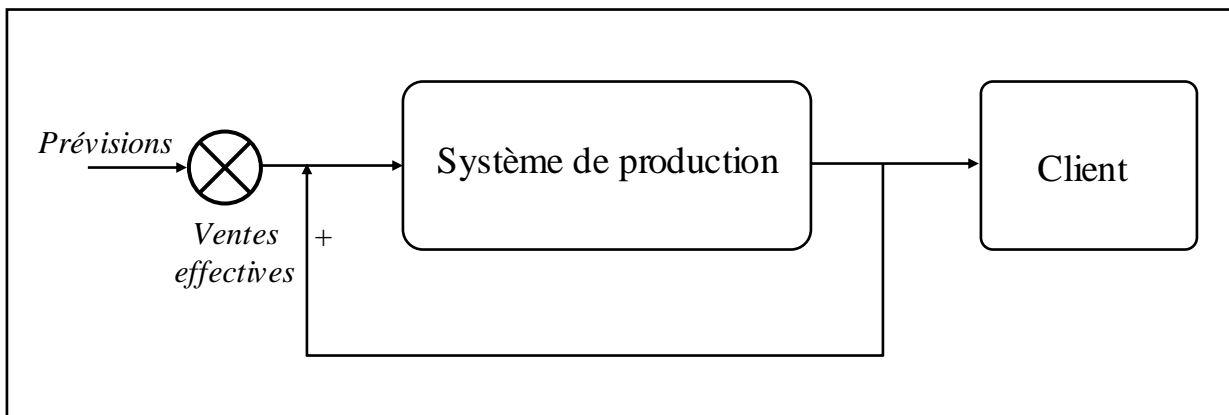 Prévisions
Système de production
Client
Ventes
effectives
+